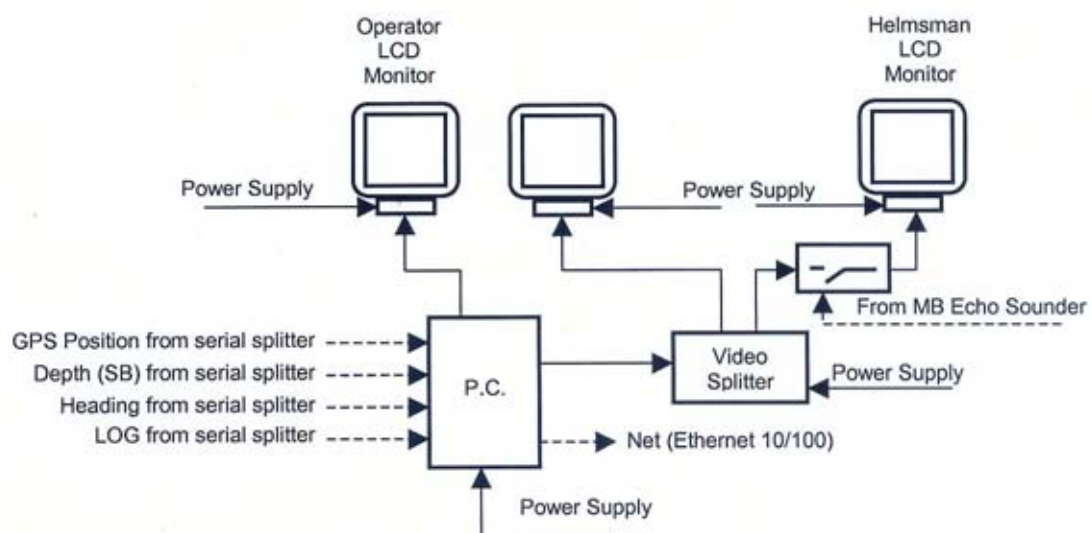 Operator
LCD
Monitor
Helmsman
LCD
Monitor
Power Supply
Power Supply
Power Supply
From MB Echo Sounder
GPS Position from serial splitter
Depth (SB) from serial splitter
Heading from serial splitter
LOG from serial splitter
P.C.
Video
Splitter
Power Supply
Net (Ethernet 10/100)
Power Supply